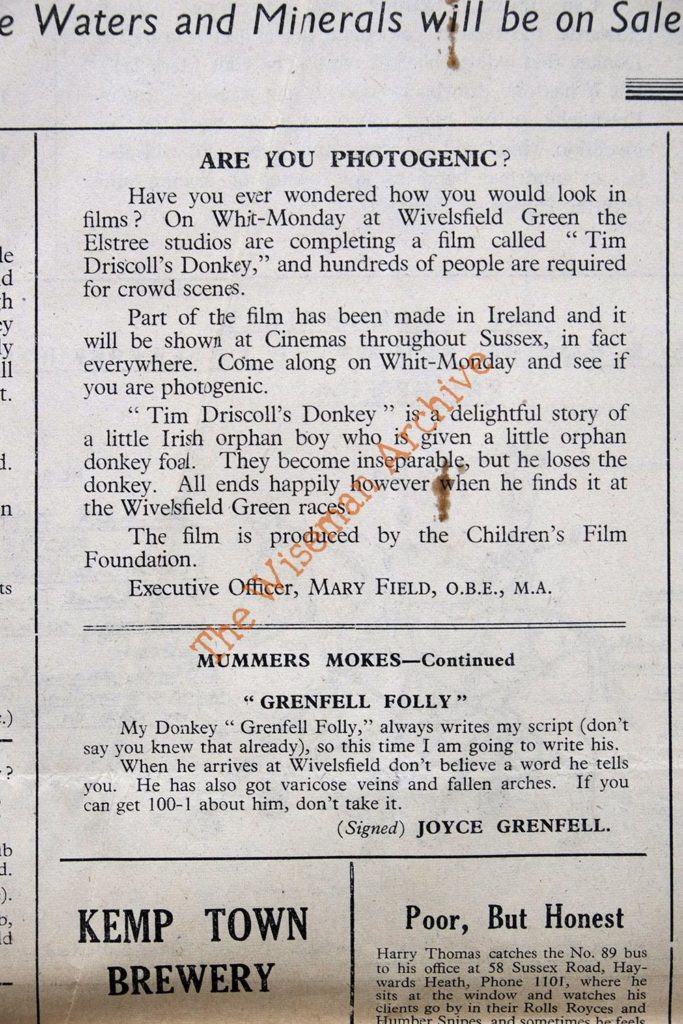 e Waters and Minerals will be on Sale
ARE YOU PHOTOGENIC?
Have you ever wondered how you would look in
films? On Whit-Monday at Wivelsfield Green the
Elstree studios are completing a film called “Tim
Driscoll's Donkey,” and hundreds of people are required
for crowd scenes.
Part of the film has been made in Ireland and it
will be shown at Cinemas throughout Sussex, in fact
everywhere. Come along on Whit-Monday and see if
you are photogenic.
“Tim Driscoll's Donkey” is a delightful story of
a little Irish orphan boy who is given a little orphan
donkey foal. They become inseparable, but he loses the
donkey. All ends happily however when he finds it at
the Wivelsfield Green races.
The film is produced by the Children's Film
Foundation.
Executive Officer, MARY FIELD, O.B.E., M.A.
The Wiseman Archive
MUMMERS MOKES—Continued
“GRENFELL FOLLY”
My Donkey “Grenfell Folly,” always writes my script (don't
say you knew that already), so this time I am going to write his.
When he arrives at Wivelsfield don't believe a word he tells
you. He has also got varicose veins and fallen arches. If you
can get 100-1 about him, don't take it.
(Signed) JOYCE GRENFELL.
KEMP TOWN
BREWERY
Poor, But Honest
Harry Thomas catches the No. 89 bus
to his office at 58 Sussex Road, Hay-
wards Heath, Phone 1101, where he
sits at the window and watches his
clients go by in their Rolls Royces and
Humber Snipes, and sometimes he feels